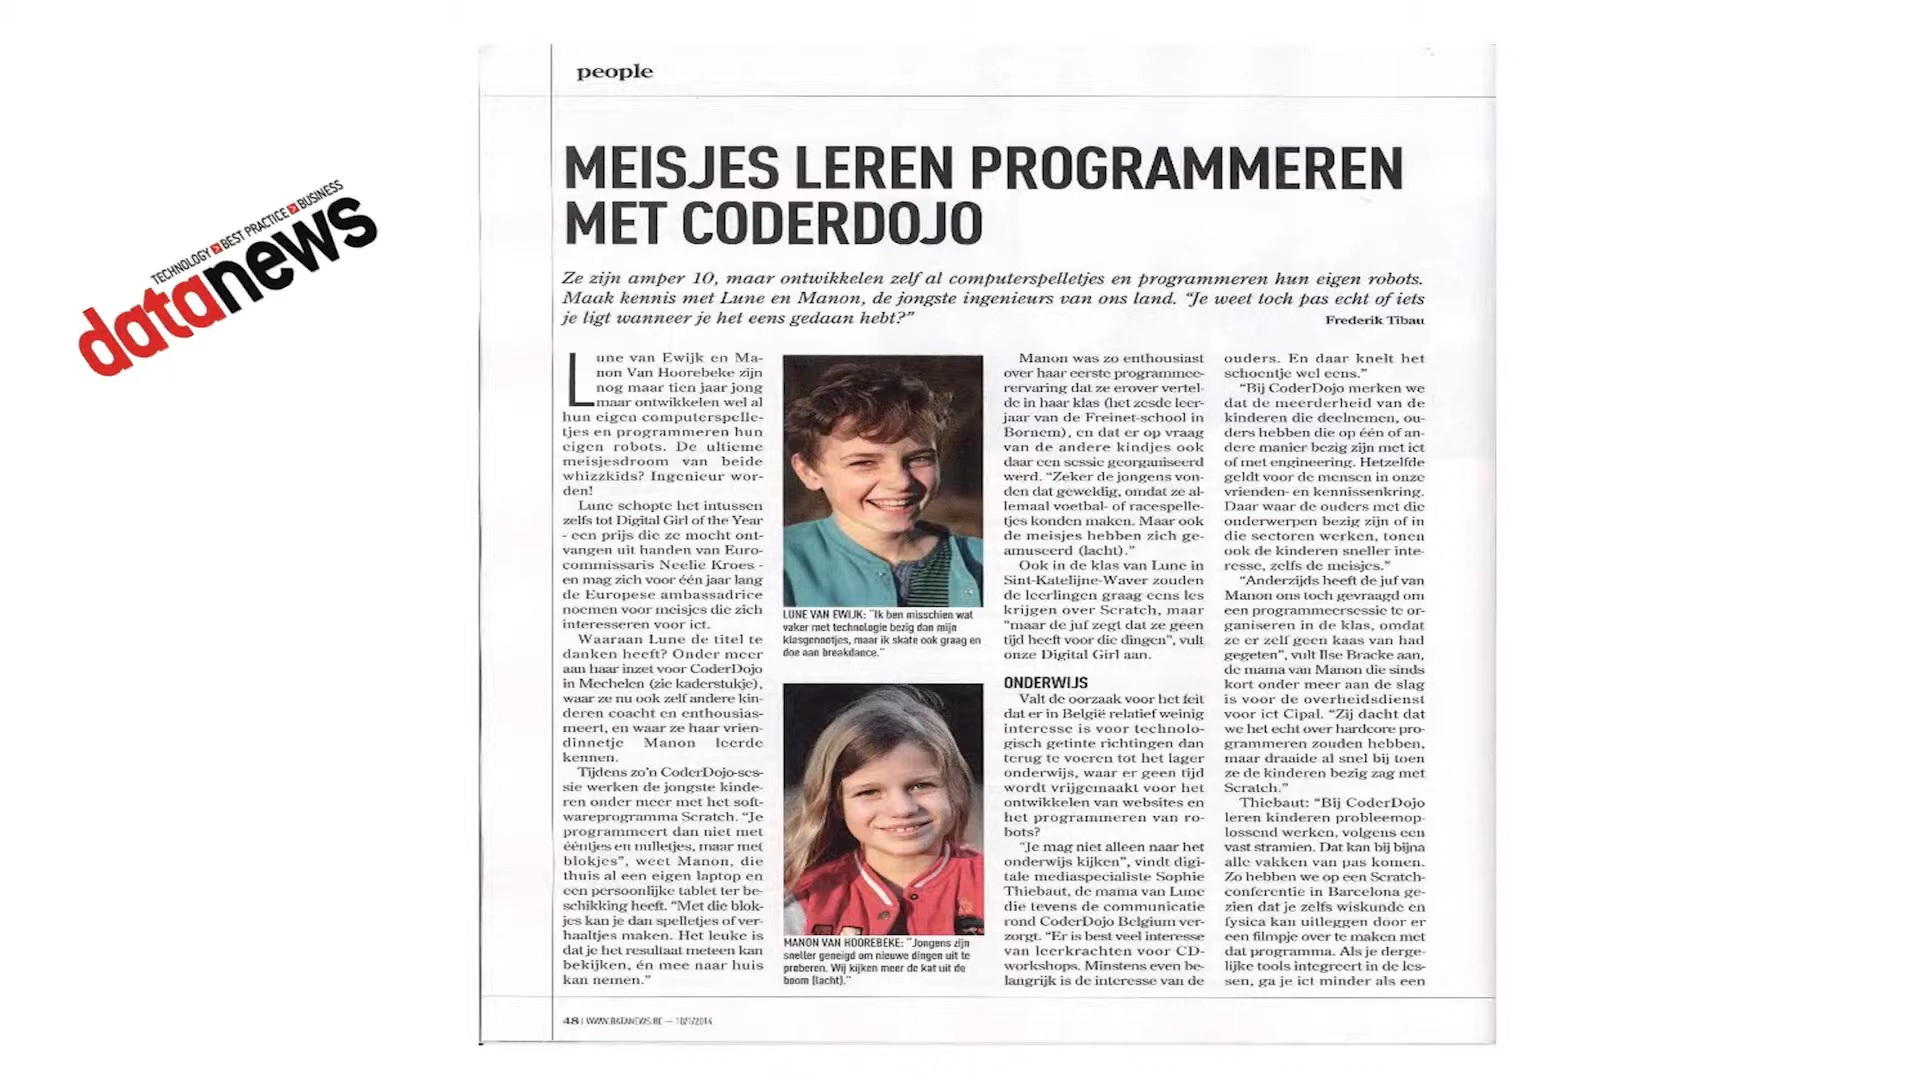 people
TECHNOLOGY BEST PRACTICE BUSINESS
datanews
MEISJES LEREN PROGRAMMEREN
MET CODERDOJO
Ze zijn amper 10, maar ontwikkelen zelf al computerspelletjes en programmeren hun eigen robots.
Maak kennis met Lune en Manon, de jongste ingenieurs van ons land. "Je weet toch pas echt of iets
je ligt wanneer je het eens gedaan hebt?"
Frederik Tibau
Lune van Ewijk en Ma-
non Van Hoorebeke zijn
nog maar tien jaar jong
maar ontwikkelen wel al
hun eigen computerspelle-
tjes en programmeren hun
eigen robots. De ultieme
meisjesdroom van beide
whizzkids? Ingenieur wor-
den!
Lune schopte het intussen
zelfs tot Digital Girl of the Year
- een prijs die ze mocht ont-
vangen uit handen van Euro-
commissaris Neelie Kroes -
en mag zich voor één jaar lang
de Europese ambassadrice
noemen voor meisjes die zich
interesseren voor ict.
Waaraan Lune de titel te
danken heeft? Onder meer
aan haar inzet voor CoderDojo
in Mechelen (zie kaderstukje),
waar ze nu ook zelf andere kin-
deren coacht en enthousias-
meert, en waar ze haar vrien-
dinnetje Manon leerde
kennen.
Tijdens zo'n CoderDojo-ses-
sie werken de jongste kinde-
ren onder meer met het soft-
wareprogramma Scratch. "Je
programmeert dan niet met
ééntjes en nulletjes, maar met
blokjes", weet Manon, die
thuis al een eigen laptop en
een persoonlijke tablet ter be-
schikking heeft. "Met die blok-
jes kan je dan spelletjes of ver-
haaltjes maken. Het leuke is
dat je het resultaat meteen kan
bekijken, én mee naar huis
kan nemen."
LUNE VAN EWIJK: "Ik ben misschien wat
vaker met technologie bezig dan mijn
klasgenootjes, maar ik skate ook graag en
doe aan breakdance."
MANON VAN HOOREBEKE: "Jongens zijn
sneller geneigd om nieuwe dingen uit te
proberen. Wij kijken meer de kat uit de
boom (lacht)."
Manon was zo enthousiast
over haar eerste programmee-
rervaring dat ze erover vertel-
de in haar klas (het zesde leer-
jaar van de Freinet-school in
Bornem), en dat er op vraag
van de andere kindjes ook
daar een sessie georganiseerd
werd. "Zeker de jongens von-
den dat geweldig, omdat ze al-
lemaal voetbal- of racespelle-
tjes konden maken. Maar ook
de meisjes hebben zich ge-
amuseerd (lacht)."
Ook in de klas van Lune in
Sint-Katelijne-Waver zouden
de leerlingen graag eens les
krijgen over Scratch, maar
"maar de juf zegt dat ze geen
tijd heeft voor die dingen", vult
onze Digital Girl aan.
ONDERWIJS
Valt de oorzaak voor het feit
dat er in België relatief weinig
interesse is voor technolo-
gisch getinte richtingen dan
terug te voeren tot het lager
onderwijs, waar er geen tijd
wordt vrijgemaakt voor het
ontwikkelen van websites en
het programmeren van ro-
bots?
"Je mag niet alleen naar het
onderwijs kijken", vindt digi-
tale mediaspecialiste Sophie
Thiebaut, de mama van Lune
die tevens de communicatie
rond CoderDojo Belgium ver-
zorgt. "Er is best veel interesse
van leerkrachten voor CD-
workshops. Minstens even be-
langrijk is de interesse van de
ouders. En daar knelt het
schoentje wel eens."
"Bij CoderDojo merken we
dat de meerderheid van de
kinderen die deelnemen, ou-
ders hebben die op één of an-
dere manier bezig zijn met ict
of met engineering. Hetzelfde
geldt voor de mensen in onze
vrienden- en kennissenkring.
Daar waar de ouders met die
onderwerpen bezig zijn of in
die sectoren werken, tonen
ook de kinderen sneller inte-
resse, zelfs de meisjes."
"Anderzijds heeft de juf van
Manon ons toch gevraagd om
een programmeersessie te or-
ganiseren in de klas, omdat
ze er zelf geen kaas van had
gegeten", vult Ilse Bracke aan,
de mama van Manon die sinds
kort onder meer aan de slag
is voor de overheidsdienst
voor ict Cipal. "Zij dacht dat
we het echt over hardcore pro-
grammeren zouden hebben,
maar draaide al snel bij toen
ze de kinderen bezig zag met
Scratch."
Thiebaut: "Bij CoderDojo
leren kinderen probleemop-
lossend werken, volgens een
vast stramien. Dat kan bij bijna
alle vakken van pas komen.
Zo hebben we op een Scratch-
conferentie in Barcelona ge-
zien dat je zelfs wiskunde en
fysica kan uitleggen door er
een filmpje over te maken met
dat programma. Als je derge-
lijke tools integreert in de les-
sen, ga je ict minder als een
48 | WWW.DATANEWS.BE —